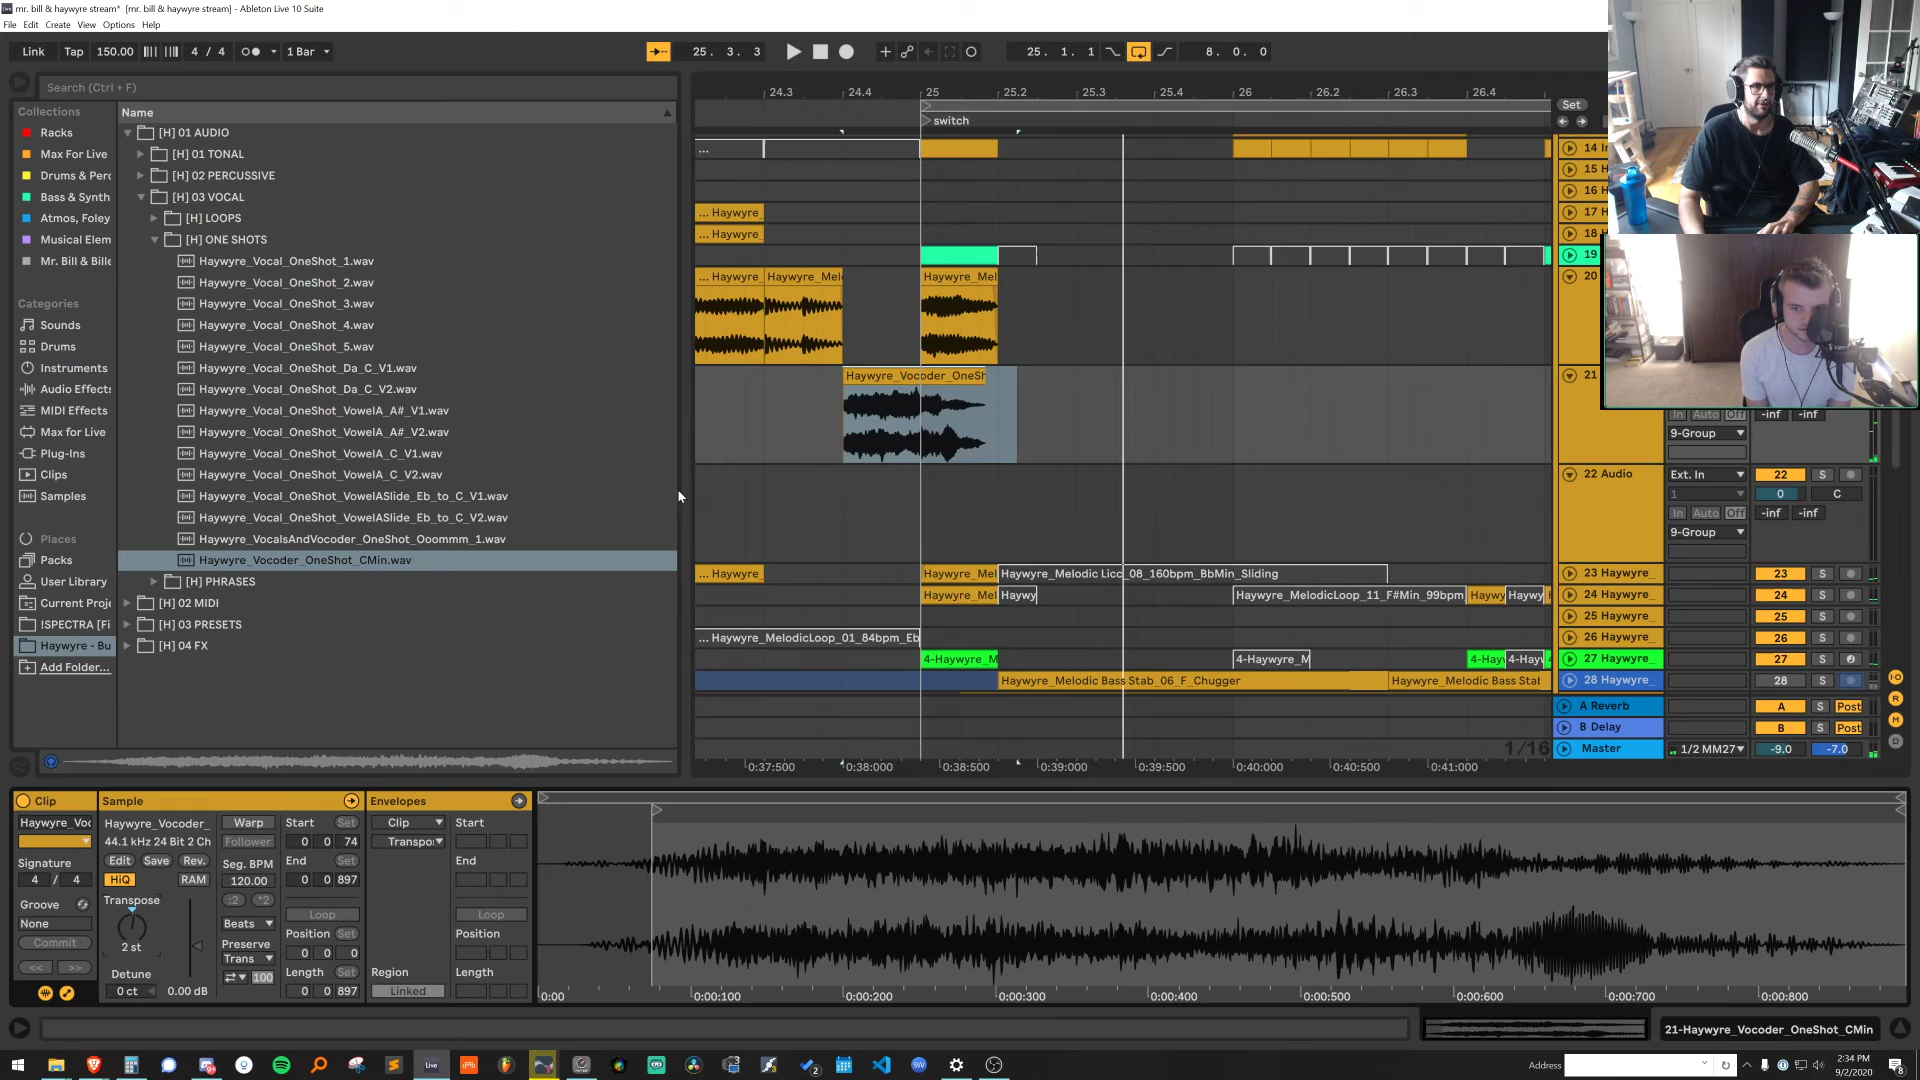 mr. bill & haywyre stream* [mr. bill & haywyre stream] - Ableton Live 10 Suite
File Edit Create View Options Help
Link Tap 150.00 4 / 4 1 Bar 25. 3. 3 25. 1. 1 8. 0. 0
Search (Ctrl + F)
Collections
Racks
Max For Live
Drums & Perc
Bass & Synth
Atmos, Foley
Musical Elem
Mr. Bill & Bille
Categories
Sounds
Drums
Instruments
Audio Effects
MIDI Effects
Max for Live
Plug-Ins
Clips
Samples
Places
Packs
User Library
Current Proje
!SPECTRA [Fi
Haywyre - Bu
Add Folder...
Name
[H] 01 AUDIO
[H] 01 TONAL
[H] 02 PERCUSSIVE
[H] 03 VOCAL
[H] LOOPS
[H] ONE SHOTS
Haywyre_Vocal_OneShot_1.wav
Haywyre_Vocal_OneShot_2.wav
Haywyre_Vocal_OneShot_3.wav
Haywyre_Vocal_OneShot_4.wav
Haywyre_Vocal_OneShot_5.wav
Haywyre_Vocal_OneShot_Da_C_V1.wav
Haywyre_Vocal_OneShot_Da_C_V2.wav
Haywyre_Vocal_OneShot_VowelA_A#_V1.wav
Haywyre_Vocal_OneShot_VowelA_A#_V2.wav
Haywyre_Vocal_OneShot_VowelA_C_V1.wav
Haywyre_Vocal_OneShot_VowelA_C_V2.wav
Haywyre_Vocal_OneShot_VowelASlide_Eb_to_C_V1.wav
Haywyre_Vocal_OneShot_VowelASlide_Eb_to_C_V2.wav
Haywyre_VocalsAndVocoder_OneShot_Ooommm_1.wav
Haywyre_Vocoder_OneShot_CMin.wav
[H] PHRASES
[H] 02 MIDI
[H] 03 PRESETS
[H] 04 FX
24.3 24.4 25 25.2 25.3 25.4 26 26.2 26.3 26.4
Set
switch
...
14 In
15 H
16 H
... Haywyre_
17 H
... Haywyre_
18 H
19
... Haywyre Haywyre_Mel Haywyre_Mel
20
Haywyre_Vocoder_OneSh
21
In Auto Off -inf -inf
9-Group
22 Audio Ext. In 22 S
1 0 C
In Auto Off -inf -inf
9-Group
... Haywyre_ Haywyre_Mel Haywyre_Melodic Lico_08_160bpm_BbMin_Sliding 23 Haywyre_ 23 S
Haywyre_Mel Haywy Haywyre_MelodicLoop_11_F#Min_99bpm Haywy Haywy 24 Haywyre_ 24 S
25 Haywyre_ 25 S
... Haywyre_MelodicLoop_01_84bpm_Eb 26 Haywyre_ 26 S
4-Haywyre_M 4-Haywyre_M 4-Hay 4-Hayw 27 Haywyre_ 27 S
Haywyre_Melodic Bass Stab_06_F_Chugger Haywyre_Melodic Bass Stab 28 Haywyre_ 28 S
A Reverb A S Post
B Delay B S Post
1/16 Master 1/2 MM27 -9.0 -7.0
0:37:500 0:38:000 0:38:500 0:39:000 0:39:500 0:40:000 0:40:500 0:41:000
Clip
Haywyre_Voc
Signature
4 / 4
Groove
None
Commit
<< >>
Sample
Haywyre_Vocoder_
44.1 kHz 24 Bit 2 Ch
Edit Save Rev.
HiQ RAM
Transpose
2 st
Detune
0 ct 0.00 dB
Warp
Follower
Seg. BPM
120.00
:2 *2
Beats
Preserve
Trans
100
Start Set
0 0 74
End Set
0 0 897
Loop
Position Set
0 0 0
Length Set
0 0 897
Envelopes
Clip
Transpo:
Region
Linked
Start
End
Loop
Position
Length
0:00 0:00:100 0:00:200 0:00:300 0:00:400 0:00:500 0:00:600 0:00:700 0:00:800
21-Haywyre_Vocoder_OneShot_CMin
Live
Address
2:34 PM
9/2/2020